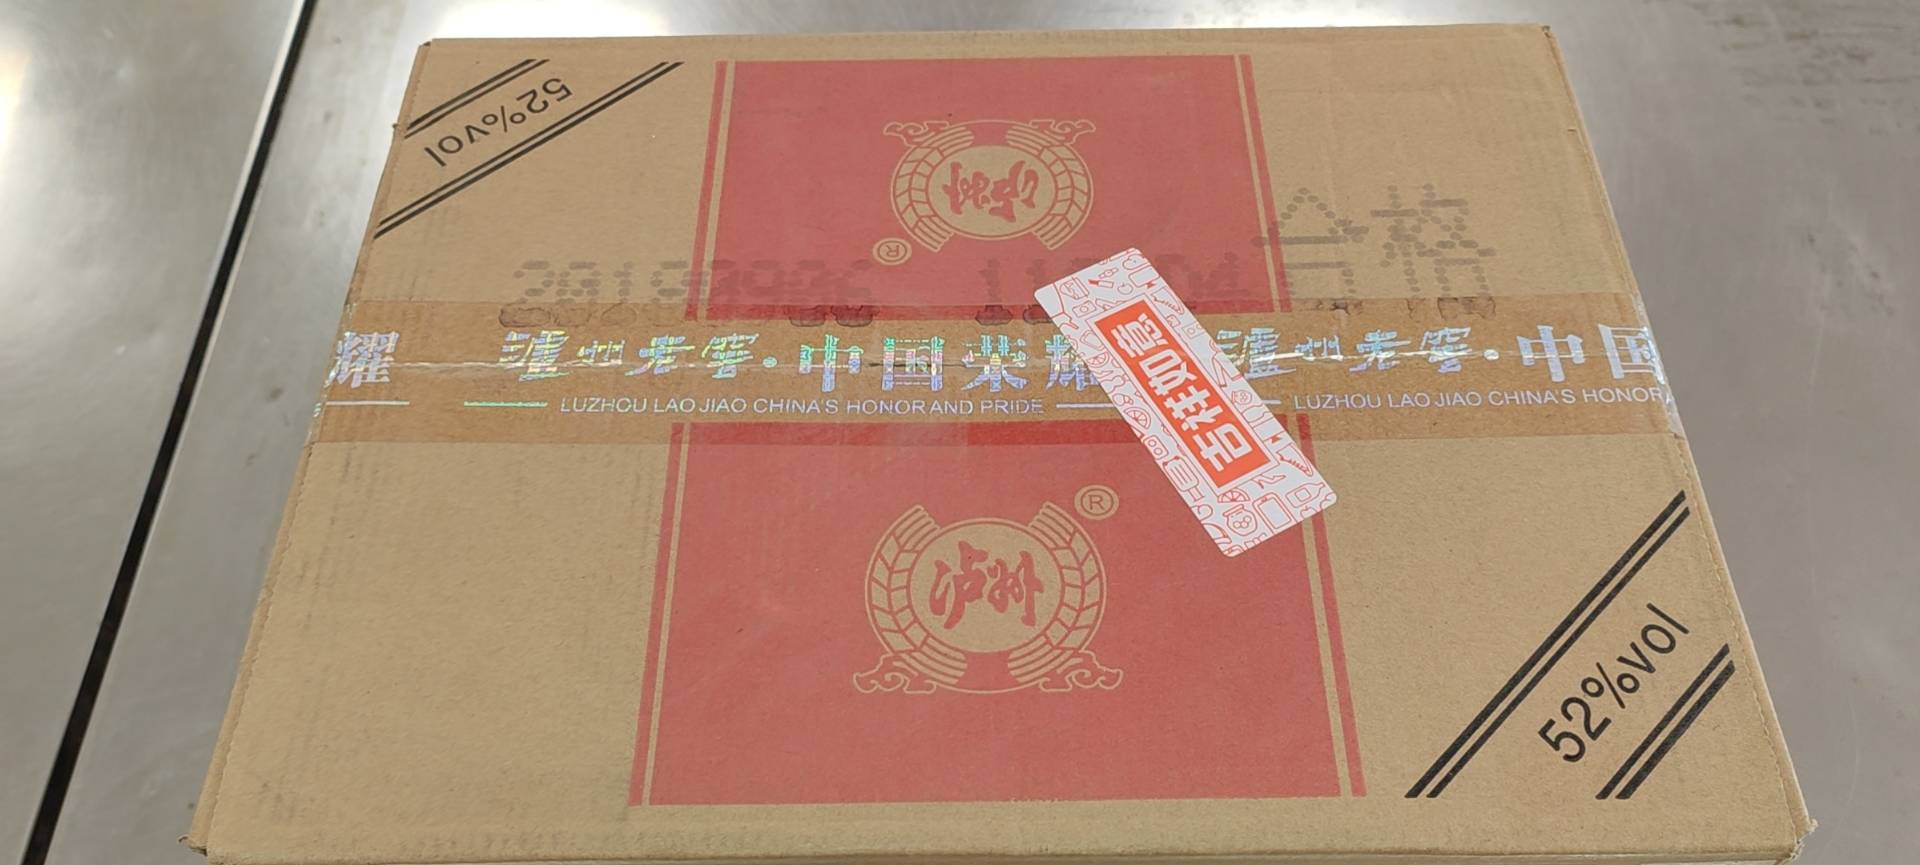 52%vol
泸州
®
合格
耀 泸州老窖·中国荣耀 泸州老窖·中国
LUZHOU LAO JIAO CHINA'S HONOR AND PRIDE LUZHOU LAO JIAO CHINA'S HONOR
吉祥如意
®
泸州
52%vol